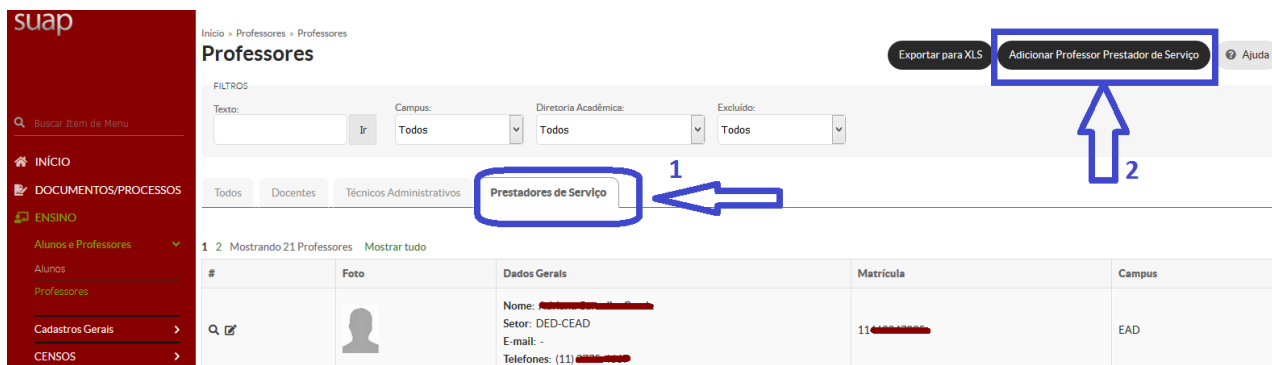 suap
Início » Professores » Professores
Professores
Exportar para XLS
Adicionar Professor Prestador de Serviço
Ajuda
FILTROS
Texto:
Campus:
Diretoria Acadêmica:
Excluído:
Ir
Todos
Todos
Todos
Buscar Item de Menu
INÍCIO
DOCUMENTOS/PROCESSOS
ENSINO
Alunos e Professores
Alunos
Professores
Cadastros Gerais
CENSOS
1
2
Todos
Docentes
Técnicos Administrativos
Prestadores de Serviço
1 2 Mostrando 21 Professores Mostrar tudo
# Foto Dados Gerais Matrícula Campus
Nome:
Setor: DED-CEAD
E-mail: -
Telefones: (11)
11
EAD